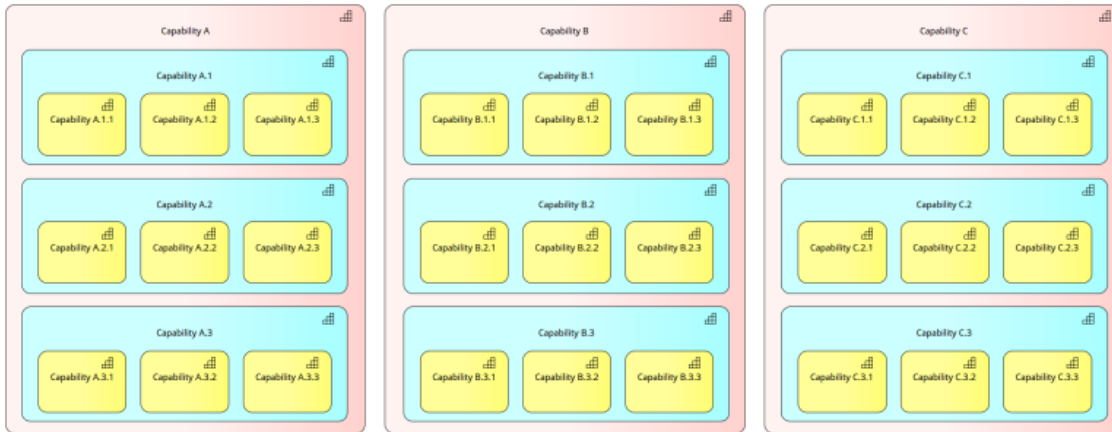 Capability A
Capability A.1
Capability A.1.1
Capability A.1.2
Capability A.1.3
Capability A.2
Capability A.2.1
Capability A.2.2
Capability A.2.3
Capability A.3
Capability A.3.1
Capability A.3.2
Capability A.3.3
Capability B
Capability B.1
Capability B.1.1
Capability B.1.2
Capability B.1.3
Capability B.2
Capability B.2.1
Capability B.2.2
Capability B.2.3
Capability B.3
Capability B.3.1
Capability B.3.2
Capability B.3.3
Capability C
Capability C.1
Capability C.1.1
Capability C.1.2
Capability C.1.3
Capability C.2
Capability C.2.1
Capability C.2.2
Capability C.2.3
Capability C.3
Capability C.3.1
Capability C.3.2
Capability C.3.3